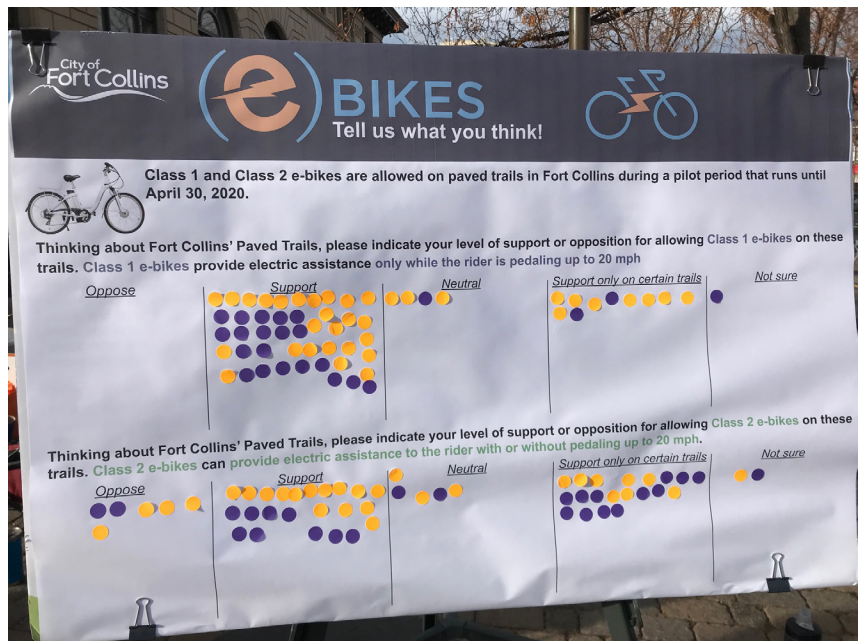 City of
Fort Collins
(e) BIKES
Tell us what you think!
Class 1 and Class 2 e-bikes are allowed on paved trails in Fort Collins during a pilot period that runs until
April 30, 2020.
Thinking about Fort Collins' Paved Trails, please indicate your level of support or opposition for allowing Class 1 e-bikes on these
trails. Class 1 e-bikes provide electric assistance only while the rider is pedaling up to 20 mph
Oppose
Support
Neutral
Support only on certain trails
Not sure
Thinking about Fort Collins' Paved Trails, please indicate your level of support or opposition for allowing Class 2 e-bikes on these
trails. Class 2 e-bikes can provide electric assistance to the rider with or without pedaling up to 20 mph.
Oppose
Support
Neutral
Support only on certain trails
Not sure